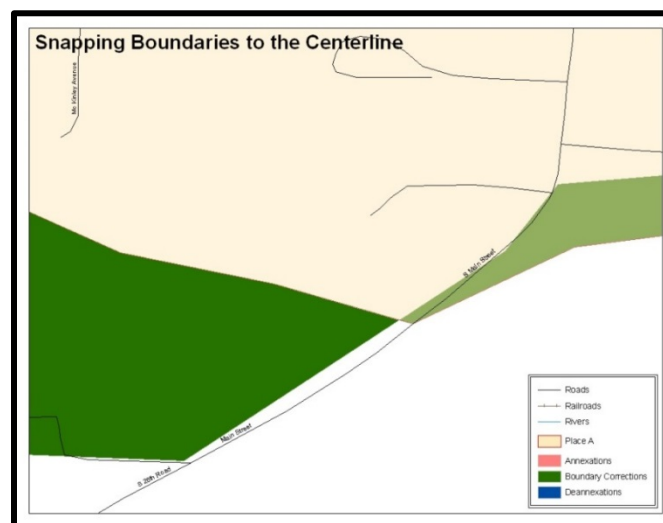 Snapping Boundaries to the Centerline
Mc Kinley Avenue
S Main Street
Main Street
S 28th Road
Roads
Railroads
Rivers
Place A
Annexations
Boundary Corrections
Deannexations